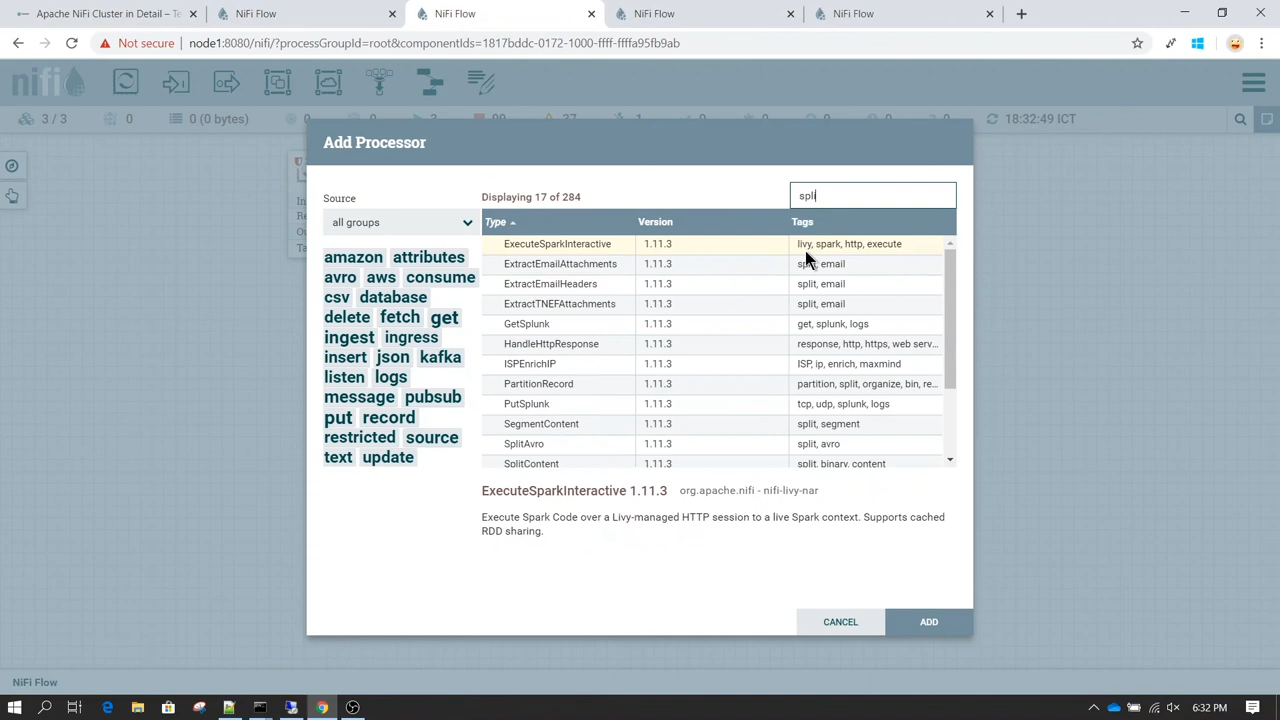 Apache NiFi Cluster in Detail – Te
NiFi Flow
NiFi Flow
NiFi Flow
NiFi Flow
Not secure
node1:8080/nifi/?processGroupId=root&componentIds=1817bddc-0172-1000-ffff-ffffa95fb9ab
nifi
3 / 3
0
0 (0 bytes)
18:32:49 ICT
Add Processor
Source
Displaying 17 of 284
spli
all groups
Type
Version
Tags
ExecuteSparkInteractive 1.11.3 livy, spark, http, execute
ExtractEmailAttachments 1.11.3 split, email
ExtractEmailHeaders 1.11.3 split, email
ExtractTNEFAttachments 1.11.3 split, email
GetSplunk 1.11.3 get, splunk, logs
HandleHttpResponse 1.11.3 response, http, https, web serv...
ISPEnrichIP 1.11.3 ISP, ip, enrich, maxmind
PartitionRecord 1.11.3 partition, split, organize, bin, re...
PutSplunk 1.11.3 tcp, udp, splunk, logs
SegmentContent 1.11.3 split, segment
SplitAvro 1.11.3 split, avro
SplitContent 1.11.3 split, binary, content
amazon attributes
avro aws consume
csv database
delete fetch get
ingest ingress
insert json kafka
listen logs
message pubsub
put record
restricted source
text update
ExecuteSparkInteractive 1.11.3 org.apache.nifi - nifi-livy-nar
Execute Spark Code over a Livy-managed HTTP session to a live Spark context. Supports cached
RDD sharing.
CANCEL
ADD
NiFi Flow
6:32 PM